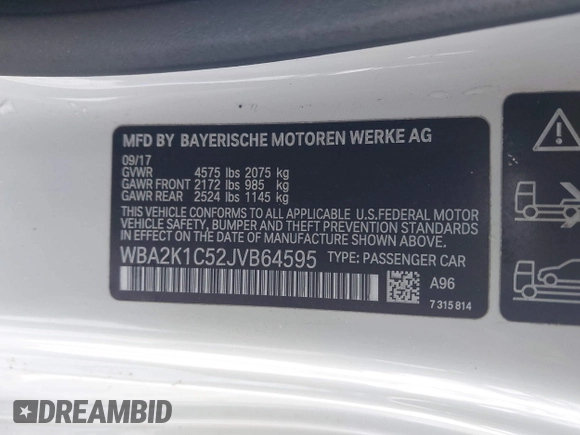 MFD BY BAYERISCHE MOTOREN WERKE AG
09/17
GVWR 4575 lbs 2075 kg
GAWR FRONT 2172 lbs 985 kg
GAWR REAR 2524 lbs 1145 kg
THIS VEHICLE CONFORMS TO ALL APPLICABLE U.S.FEDERAL MOTOR
VEHICLE SAFETY, BUMPER AND THEFT PREVENTION STANDARDS
IN EFFECT ON THE DATE OF MANUFACTURE SHOWN ABOVE.
WBA2K1C52JVB64595 TYPE: PASSENGER CAR
A96
7 315 814
DREAMBID